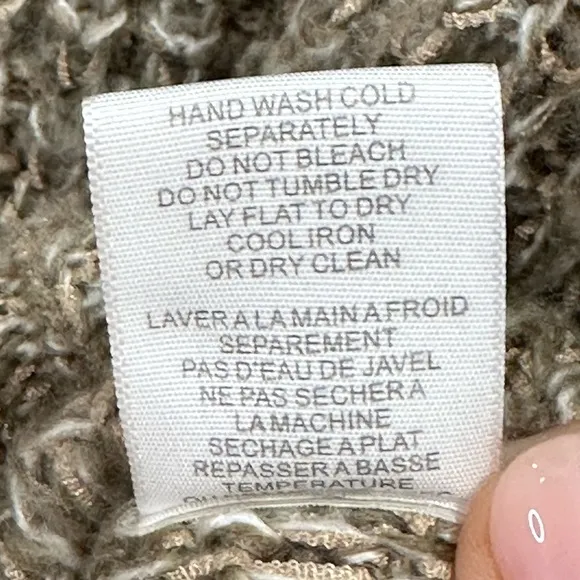 HAND WASH COLD
SEPARATELY
DO NOT BLEACH
DO NOT TUMBLE DRY
LAY FLAT TO DRY
COOL IRON
OR DRY CLEAN
LAVER A LA MAIN A FROID
SEPAREMENT
PAS D'EAU DE JAVEL
NE PAS SECHER A
LA MACHINE
SECHAGE A PLAT
REPASSER A BASSE
TEMPERATURE